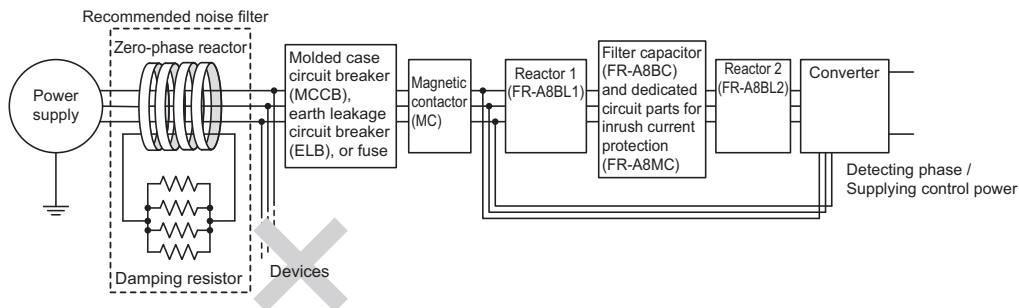 Recommended noise filter
Zero-phase reactor
Power
supply
Damping resistor
Devices
Molded case
circuit breaker
(MCCB),
earth leakage
circuit breaker
(ELB), or fuse
Magnetic
contactor
(MC)
Reactor 1
(FR-A8BL1)
Filter capacitor
(FR-A8BC)
and dedicated
circuit parts for
inrush current
protection
(FR-A8MC)
Reactor 2
(FR-A8BL2)
Converter
Detecting phase /
Supplying control power